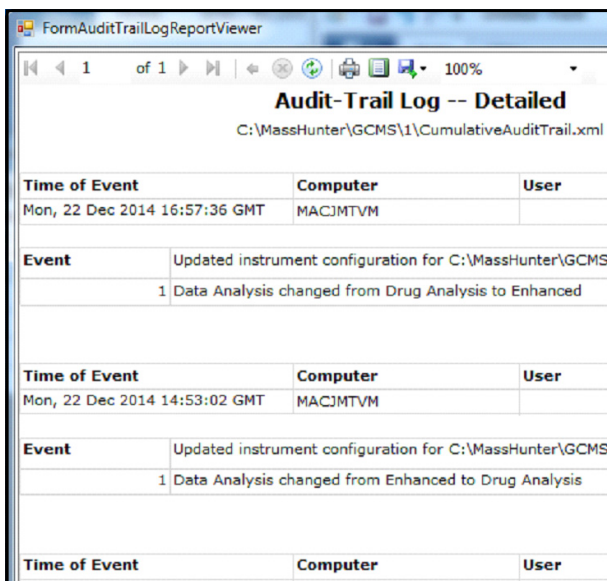 FormAuditTrailLogReportViewer
1 of 1 100%
Audit-Trail Log -- Detailed
C:\MassHunter\GCMS\1\CumulativeAuditTrail.xml
Time of Event Computer User
Mon, 22 Dec 2014 16:57:36 GMT MACJMTVM
Event Updated instrument configuration for C:\MassHunter\GCMS
1 Data Analysis changed from Drug Analysis to Enhanced
Time of Event Computer User
Mon, 22 Dec 2014 14:53:02 GMT MACJMTVM
Event Updated instrument configuration for C:\MassHunter\GCMS
1 Data Analysis changed from Enhanced to Drug Analysis
Time of Event Computer User